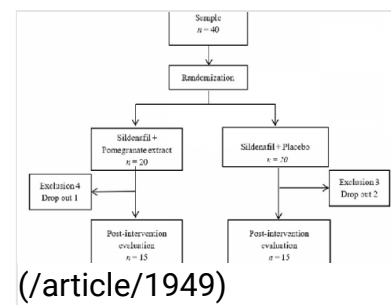 Sample
n = 40
Randomization
Sildenafil +
Pomegranate extract
n = 20
Sildenafil + Placebo
n = 20
Exclusion 4
Drop out 1
Exclusion 3
Drop out 2
Post-intervention
evaluation
n = 15
Post-intervention
evaluation
n = 15
(/article/1949)